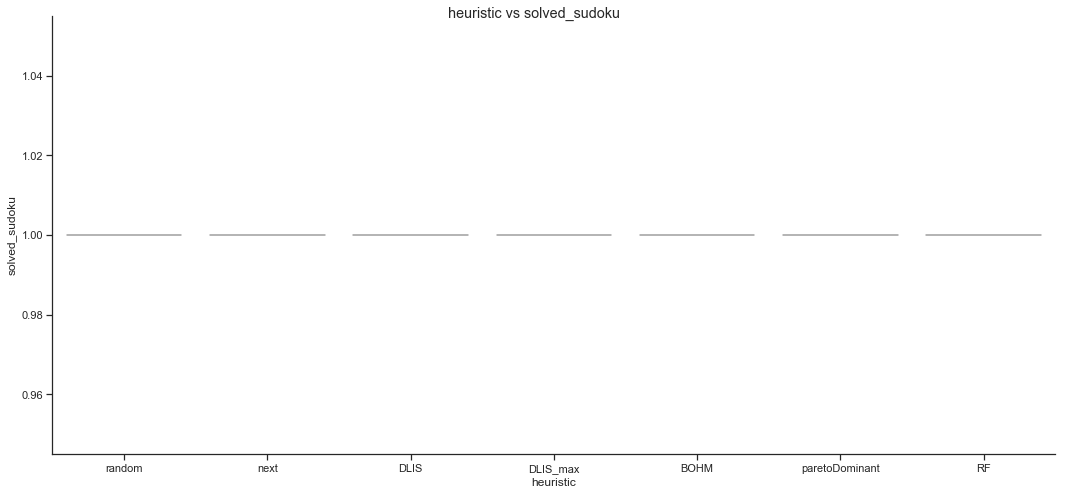 heuristic vs solved_sudoku
1.04
1.02
1.00
0.98
0.96
solved_sudoku
random
next
DLIS
DLIS_max
BOHM
paretoDominant
RF
heuristic